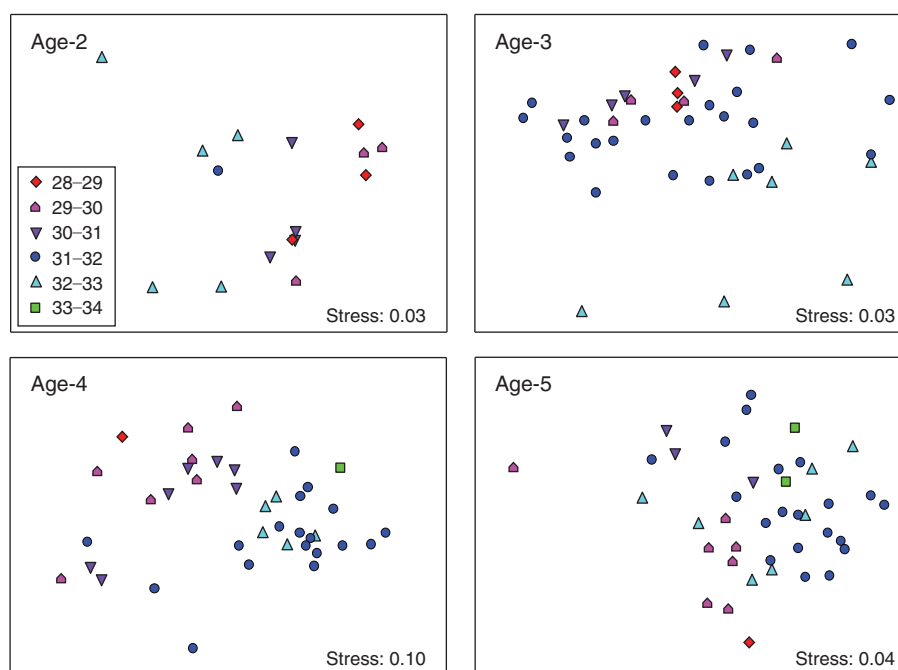 Age-2
28–29
29–30
30–31
31–32
32–33
33–34
Stress: 0.03
Age-3
Stress: 0.03
Age-4
Stress: 0.10
Age-5
Stress: 0.04